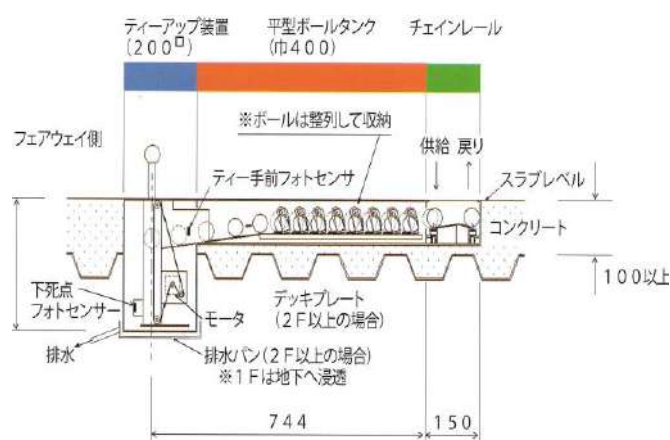 ティーアップ装置
(200□)
平型ボールタンク
(巾400)
チェインレール
※ボールは整列して収納
フェアウェイ側
供給 戻り
ティー手前フォトセンサ
スラブレベル
コンクリート
100以上
下死点
フォトセンサー
モータ
デッキプレート
(2F以上の場合)
排水
排水パン(2F以上の場合)
※1Fは地下へ浸透
744
150